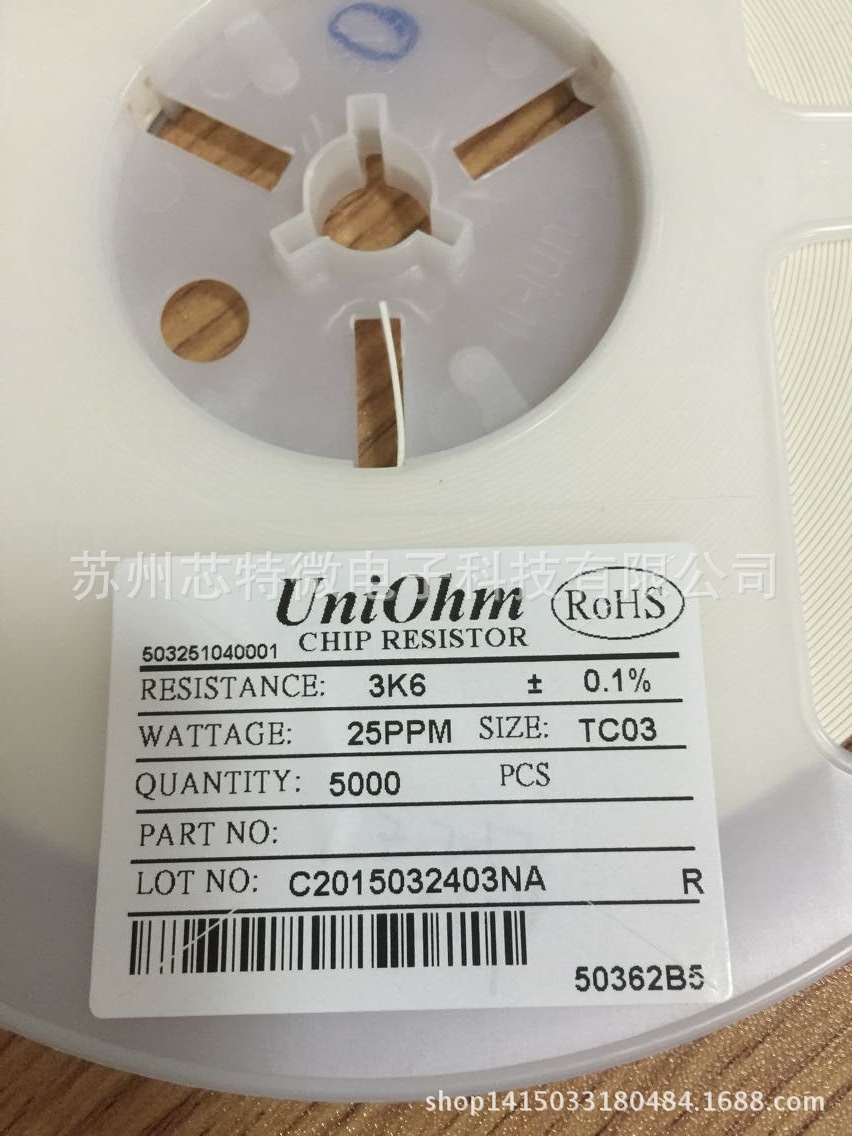 苏州芯特微电子科技有限公司
UniOhm RoHS
503251040001 CHIP RESISTOR
RESISTANCE: 3K6 ± 0.1%
WATTAGE: 25PPM SIZE: TC03
QUANTITY: 5000 PCS
PART NO:
LOT NO: C2015032403NA R
50362B5
shop1415033180484.1688.com